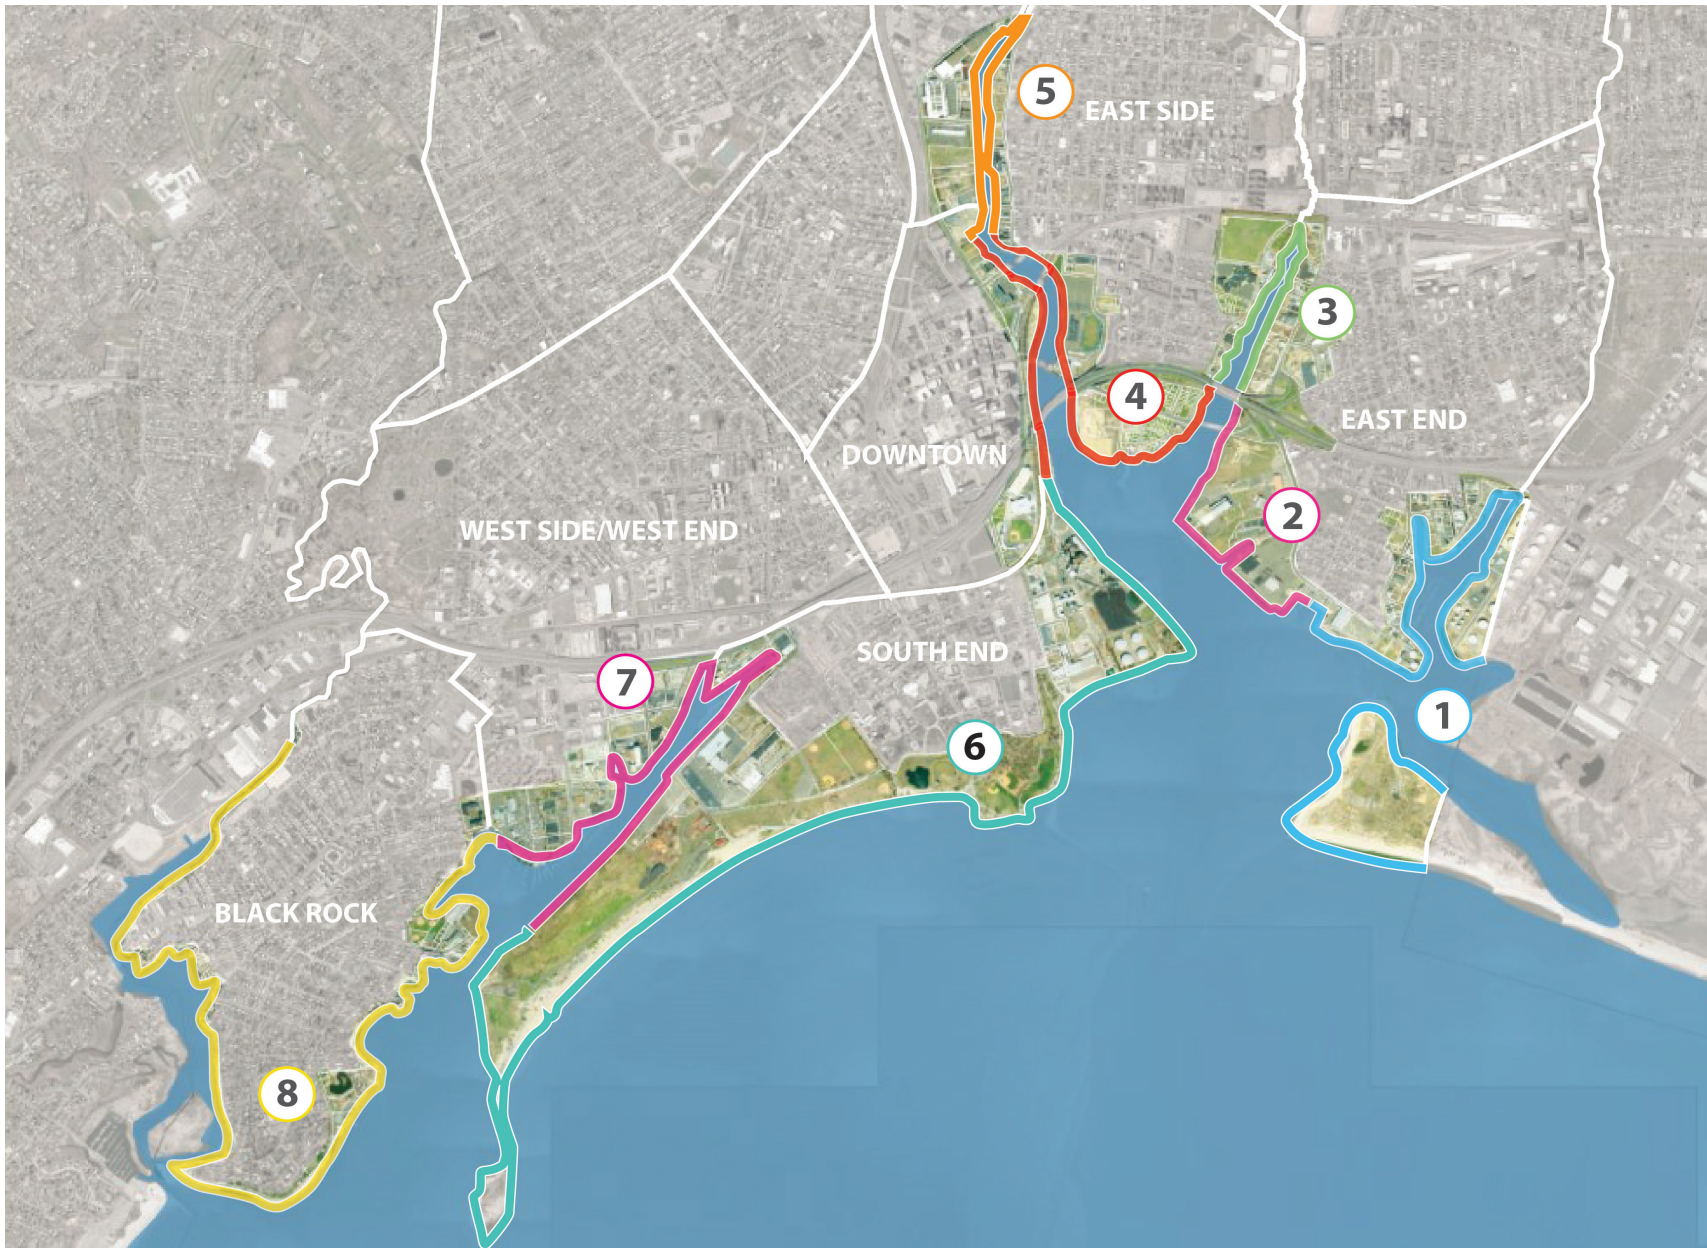 5
EAST SIDE
3
4
EAST END
DOWNTOWN
2
WEST SIDE/WEST END
SOUTH END
7
1
6
BLACK ROCK
8